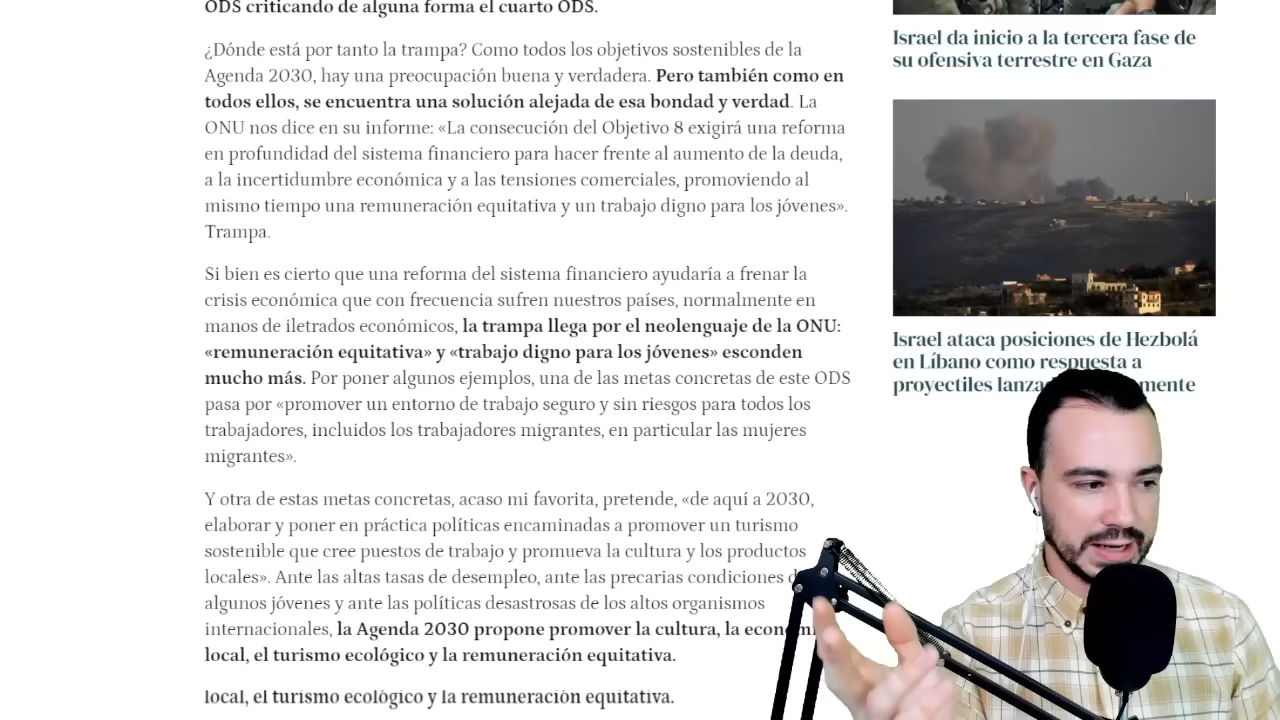 ODS criticando de alguna forma el cuarto ODS.
¿Dónde está por tanto la trampa? Como todos los objetivos sostenibles de la
Agenda 2030, hay una preocupación buena y verdadera. Pero también como en
todos ellos, se encuentra una solución alejada de esa bondad y verdad. La
ONU nos dice en su informe: «La consecución del Objetivo 8 exigirá una reforma
en profundidad del sistema financiero para hacer frente al aumento de la deuda,
a la incertidumbre económica y a las tensiones comerciales, promoviendo al
mismo tiempo una remuneración equitativa y un trabajo digno para los jóvenes».
Trampa.
Si bien es cierto que una reforma del sistema financiero ayudaría a frenar la
crisis económica que con frecuencia sufren nuestros países, normalmente en
manos de iletrados económicos, la trampa llega por el neolenguaje de la ONU:
«remuneración equitativa» y «trabajo digno para los jóvenes» esconden
mucho más. Por poner algunos ejemplos, una de las metas concretas de este ODS
pasa por «promover un entorno de trabajo seguro y sin riesgos para todos los
trabajadores, incluidos los trabajadores migrantes, en particular las mujeres
migrantes».
Y otra de estas metas concretas, acaso mi favorita, pretende, «de aquí a 2030,
elaborar y poner en práctica políticas encaminadas a promover un turismo
sostenible que cree puestos de trabajo y promueva la cultura y los productos
locales». Ante las altas tasas de desempleo, ante las precarias condiciones
algunos jóvenes y ante las políticas desastrosas de los altos organismos
internacionales, la Agenda 2030 propone promover la cultura, la
local, el turismo ecológico y la remuneración equitativa.
local, el turismo ecológico y la remuneración equitativa.
Israel da inicio a la tercera fase de
su ofensiva terrestre en Gaza
Israel ataca posiciones de Hezbolá
en Líbano como respuesta a
proyectiles